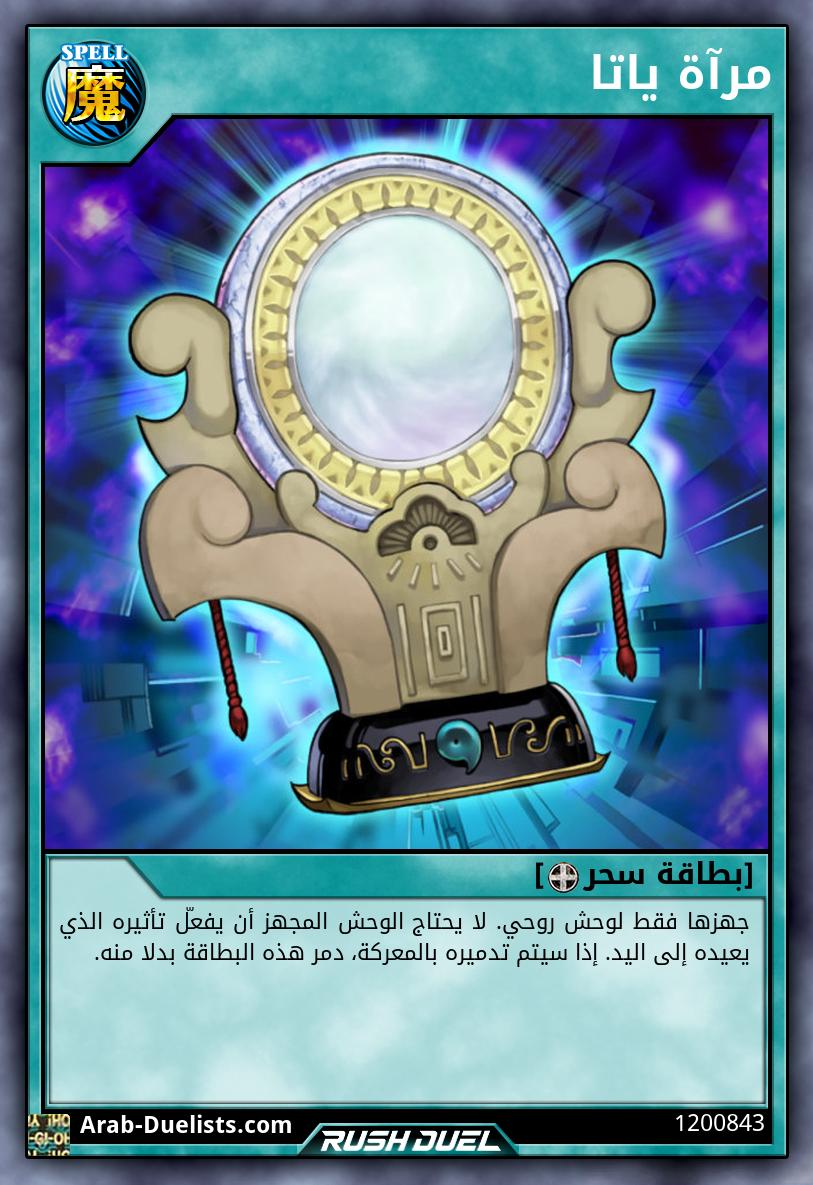 مرآة ياتا
SPELL
魔
[بطاقة سحر]
جهزها فقط لوحش روحي. لا يحتاج الوحش المجهز أن يفعلّ تأثيره الذي
يعيده إلى اليد. إذا سيتم تدميره بالمعركة، دمر هذه البطاقة بدلا منه.
Arab-Duelists.com
RUSH DUEL
1200843